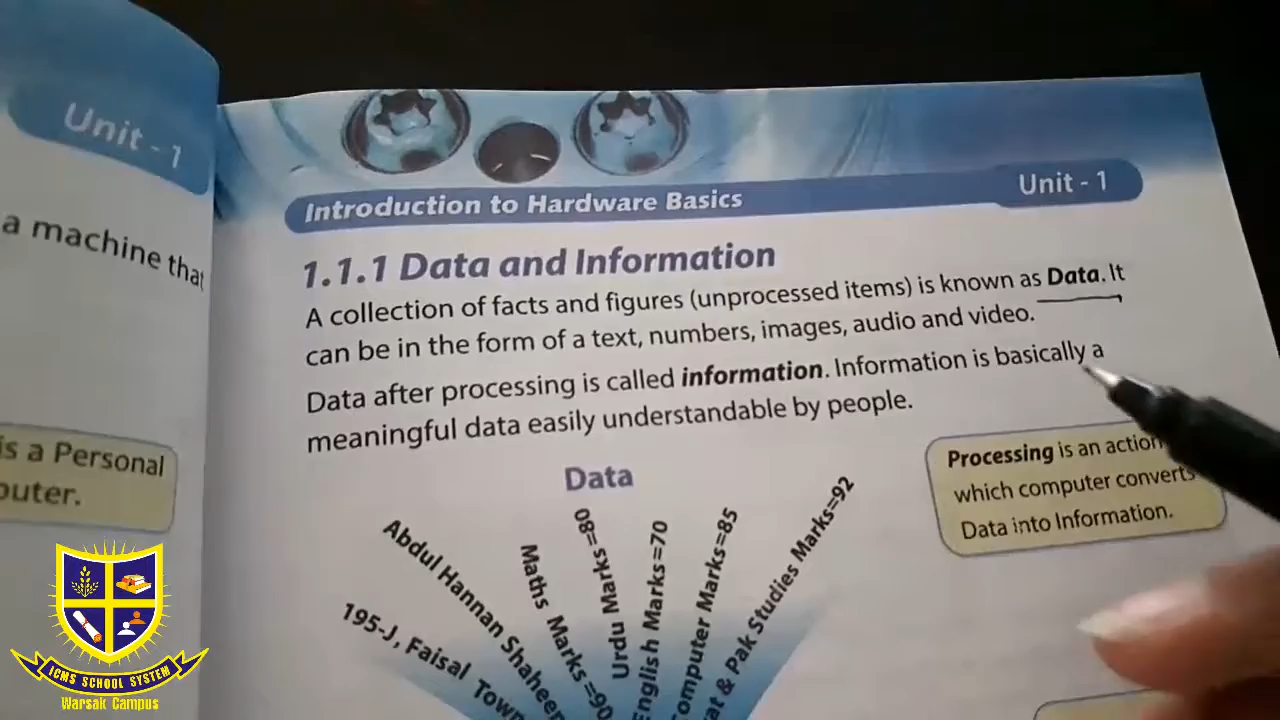 Unit - 1
a machine that
is a Personal
puter.
Introduction to Hardware Basics
Unit - 1
1.1.1 Data and Information
A collection of facts and figures (unprocessed items) is known as Data. It
can be in the form of a text, numbers, images, audio and video.
Data after processing is called information. Information is basically a
meaningful data easily understandable by people.
Processing is an action
which computer converts
Data into Information.
Data
195-J, Faisal Town
Abdul Hannan Shaheen
Maths Marks=90
Urdu Marks=80
English Marks=70
Computer Marks=85
at & Pak Studies Marks=92
ICMS SCHOOL SYSTEM
Warsak Campus